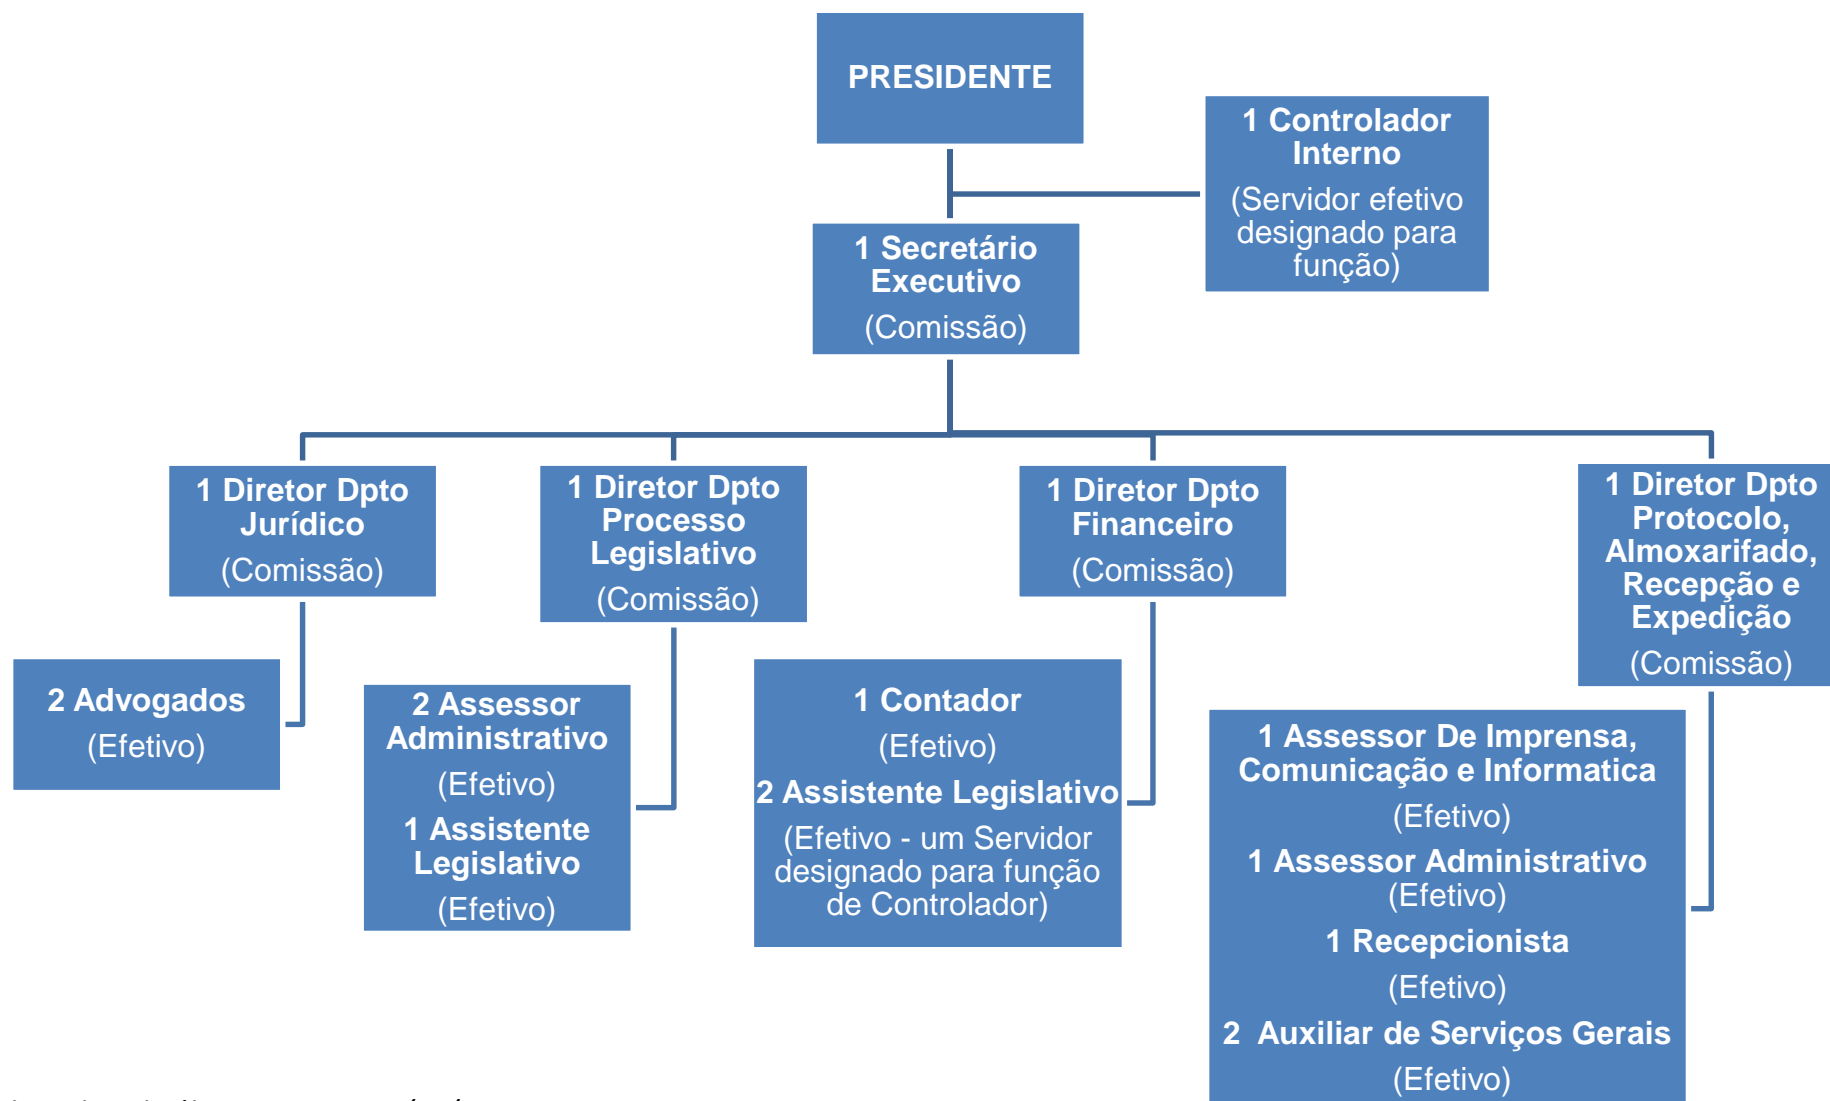 PRESIDENTE
1 Controlador
Interno
(Servidor efetivo
designado para
função)
1 Secretário
Executivo
(Comissão)
1 Diretor Dpto
Jurídico
(Comissão)
1 Diretor Dpto
Processo
Legislativo
(Comissão)
1 Diretor Dpto
Financeiro
(Comissão)
1 Diretor Dpto
Protocolo,
Almoxarifado,
Recepção e
Expedição
(Comissão)
2 Advogados
(Efetivo)
2 Assessor
Administrativo
(Efetivo)
1 Assistente
Legislativo
(Efetivo)
1 Contador
(Efetivo)
2 Assistente Legislativo
(Efetivo - um Servidor
designado para função
de Controlador)
1 Assessor De Imprensa,
Comunicação e Informatica
(Efetivo)
1 Assessor Administrativo
(Efetivo)
1 Recepcionista
(Efetivo)
2 Auxiliar de Serviços Gerais
(Efetivo)